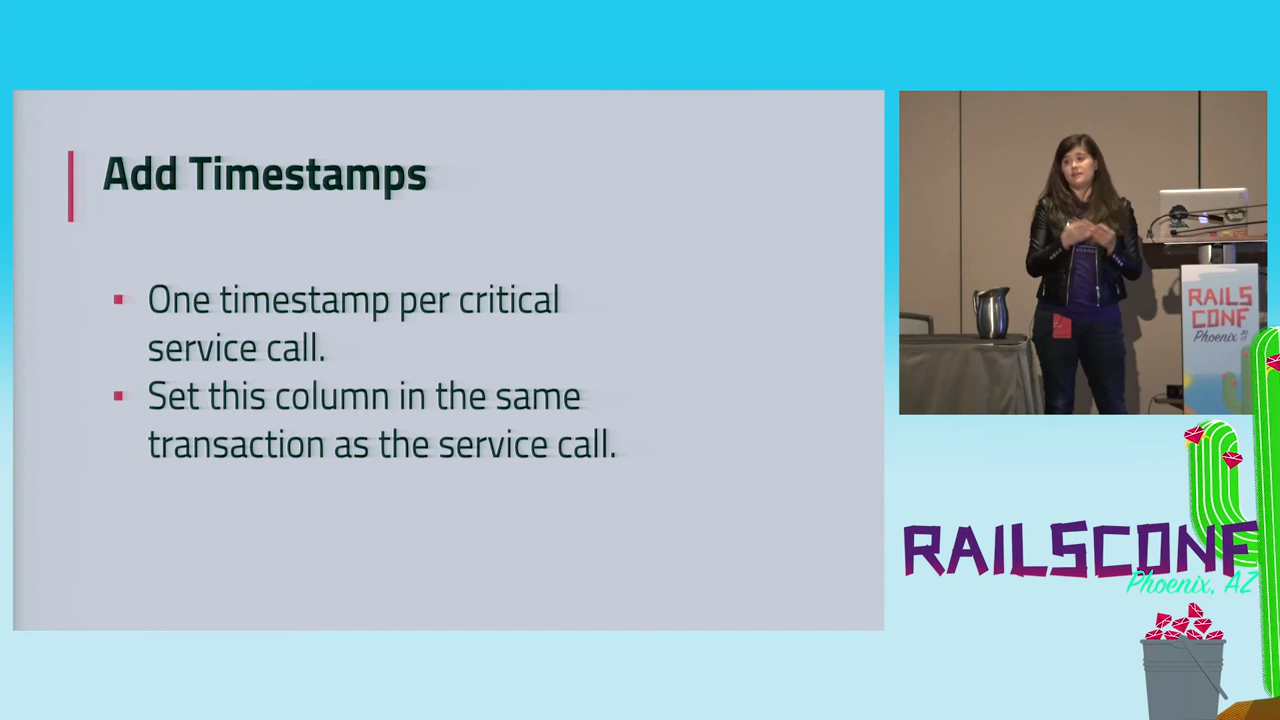 Add Timestamps
One timestamp per critical
service call.
Set this column in the same
transaction as the service call.
RAILS
CONF
Phoenix
RAILSCONF
Phoenix, AZ